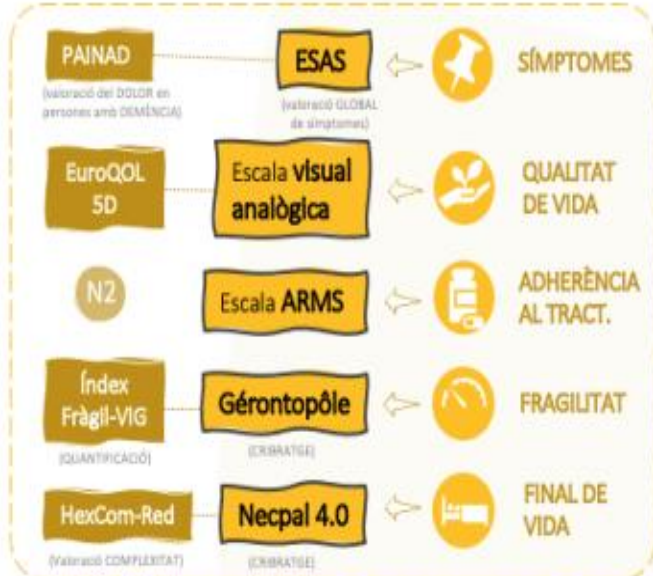 PAINAD
ESAS
SÍMPTOMES
(valoració del DOLOR en
persones amb DEMÈNCIA)
(valoració GLOBAL
de símptomes)
EuroQOL
5D
Escala visual
analògica
QUALITAT
DE VIDA
N2
Escala ARMS
ADHERÈNCIA
AL TRACT.
Índex
Fràgil-VIG
(QUANTIFICACIÓ)
Gérontopôle
(CRIBRATGE)
FRAGILITAT
HexCom-Red
(Valoració COMPLEXITAT)
Necpal 4.0
(CRIBRATGE)
FINAL DE
VIDA